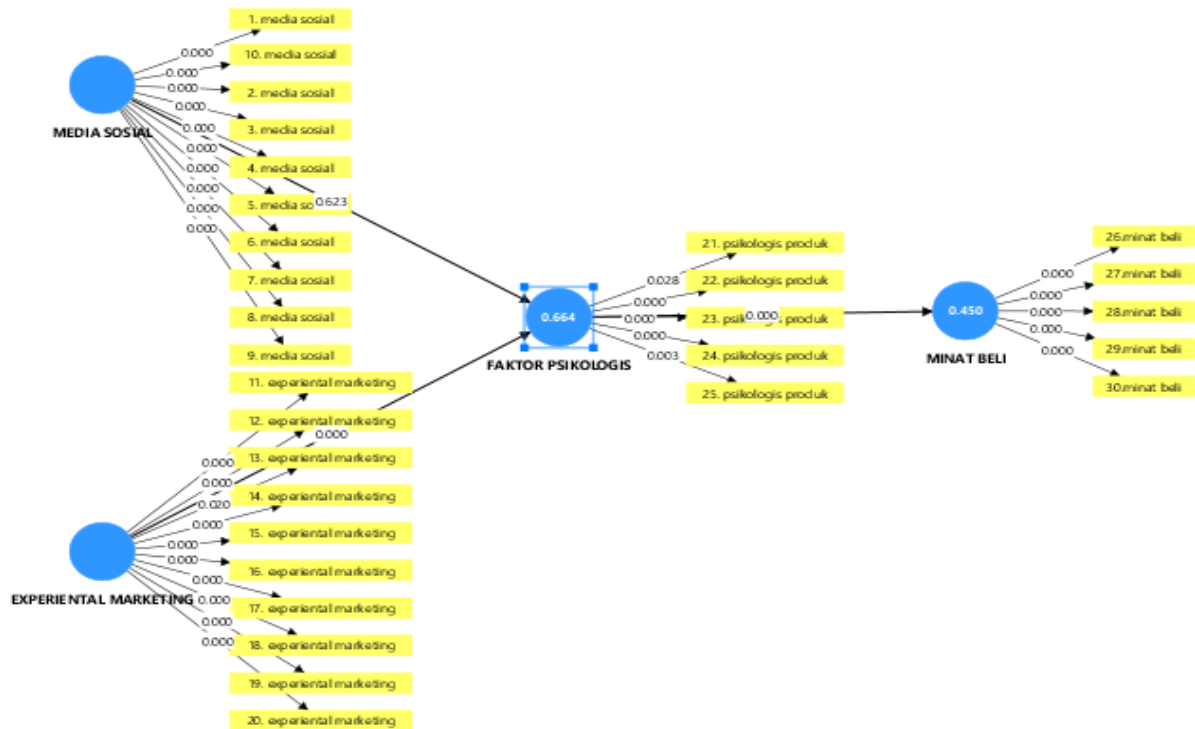 1. media sosial
0.000
10. media sosial
0.000
0.000
2. media sosial
0.000
3. media sosial
MEDIA SOSIAL
0.000
0.000
4. media sosial
0.000
0.000
5. media so
0.623
0.000
0.000
6. media sosial
7. media sosial
8. media sosial
9. media sosial
21. psikologis produk
0.028
22. psikologis produk
0.000
0.664
0.000
23. psikologis produk
0.000
0.000
24. psikologis produk
0.003
25. psikologis produk
FAKTOR PSIKOLOGIS
26.minat beli
0.000
27.minat beli
0.000
0.450
0.000
28.minat beli
0.000
29.minat beli
0.000
30.minat beli
MINAT BELI
11. experiental marketing
12. experiental marketing
0.000
13. experiental marketing
0.000
0.000
14. experiental marketing
0.020
0.000
15. experiental marketing
0.000
0.000
16. experiental marketing
0.000
EXPERIENTAL MARKETING
0.000
17. experiental marketing
0.000
0.000
18. experiental marketing
19. experiental marketing
20. experiental marketing